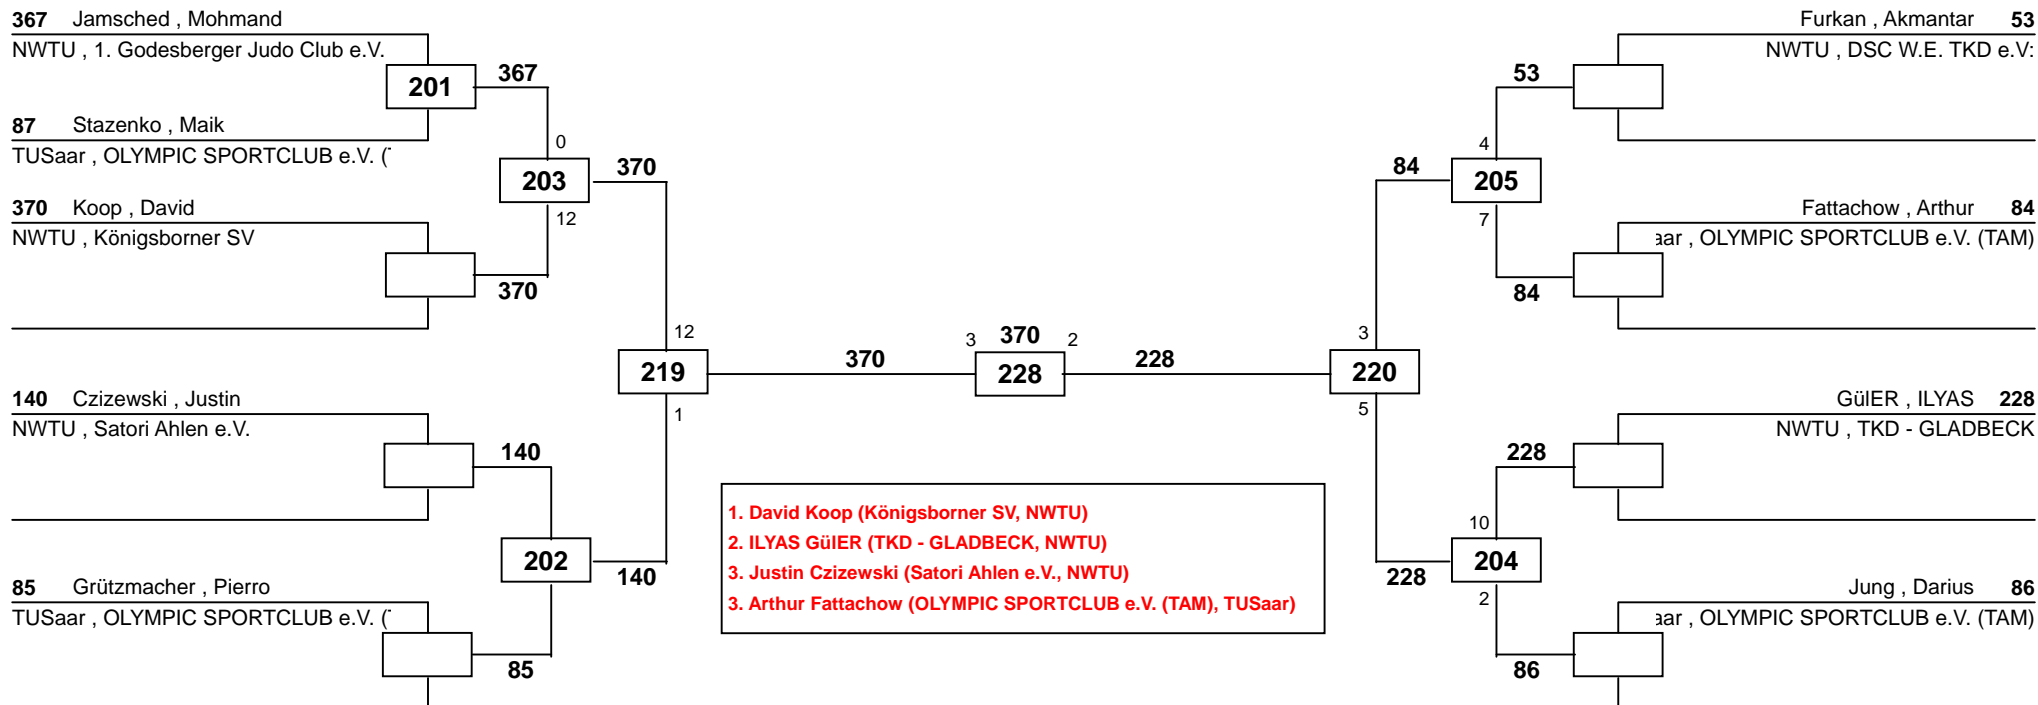 367 Jamsched , Mohmand
NWTU , 1. Godesberger Judo Club e.V.
201
367
87 Stazenko , Maik
TUSaar , OLYMPIC SPORTCLUB e.V. (
0
203
370
370 Koop , David
NWTU , Königsborner SV
12
370
12
219
1
140 Czizewski , Justin
NWTU , Satori Ahlen e.V.
140
202
140
85 Grützmacher , Pierro
TUSaar , OLYMPIC SPORTCLUB e.V. (
85
370
3 370 2
228
228
1. David Koop (Königsborner SV, NWTU)
2. ILYAS GüIER (TKD - GLADBECK, NWTU)
3. Justin Czizewski (Satori Ahlen e.V., NWTU)
3. Arthur Fattachow (OLYMPIC SPORTCLUB e.V. (TAM), TUSaar)
Furkan , Akmantar 53
NWTU , DSC W.E. TKD e.V:
53
4
205
84
7
Fattachow , Arthur 84
aar , OLYMPIC SPORTCLUB e.V. (TAM)
84
3
220
5
GüIER , ILYAS 228
NWTU , TKD - GLADBECK
228
10
204
228
2
Jung , Darius 86
aar , OLYMPIC SPORTCLUB e.V. (TAM)
86